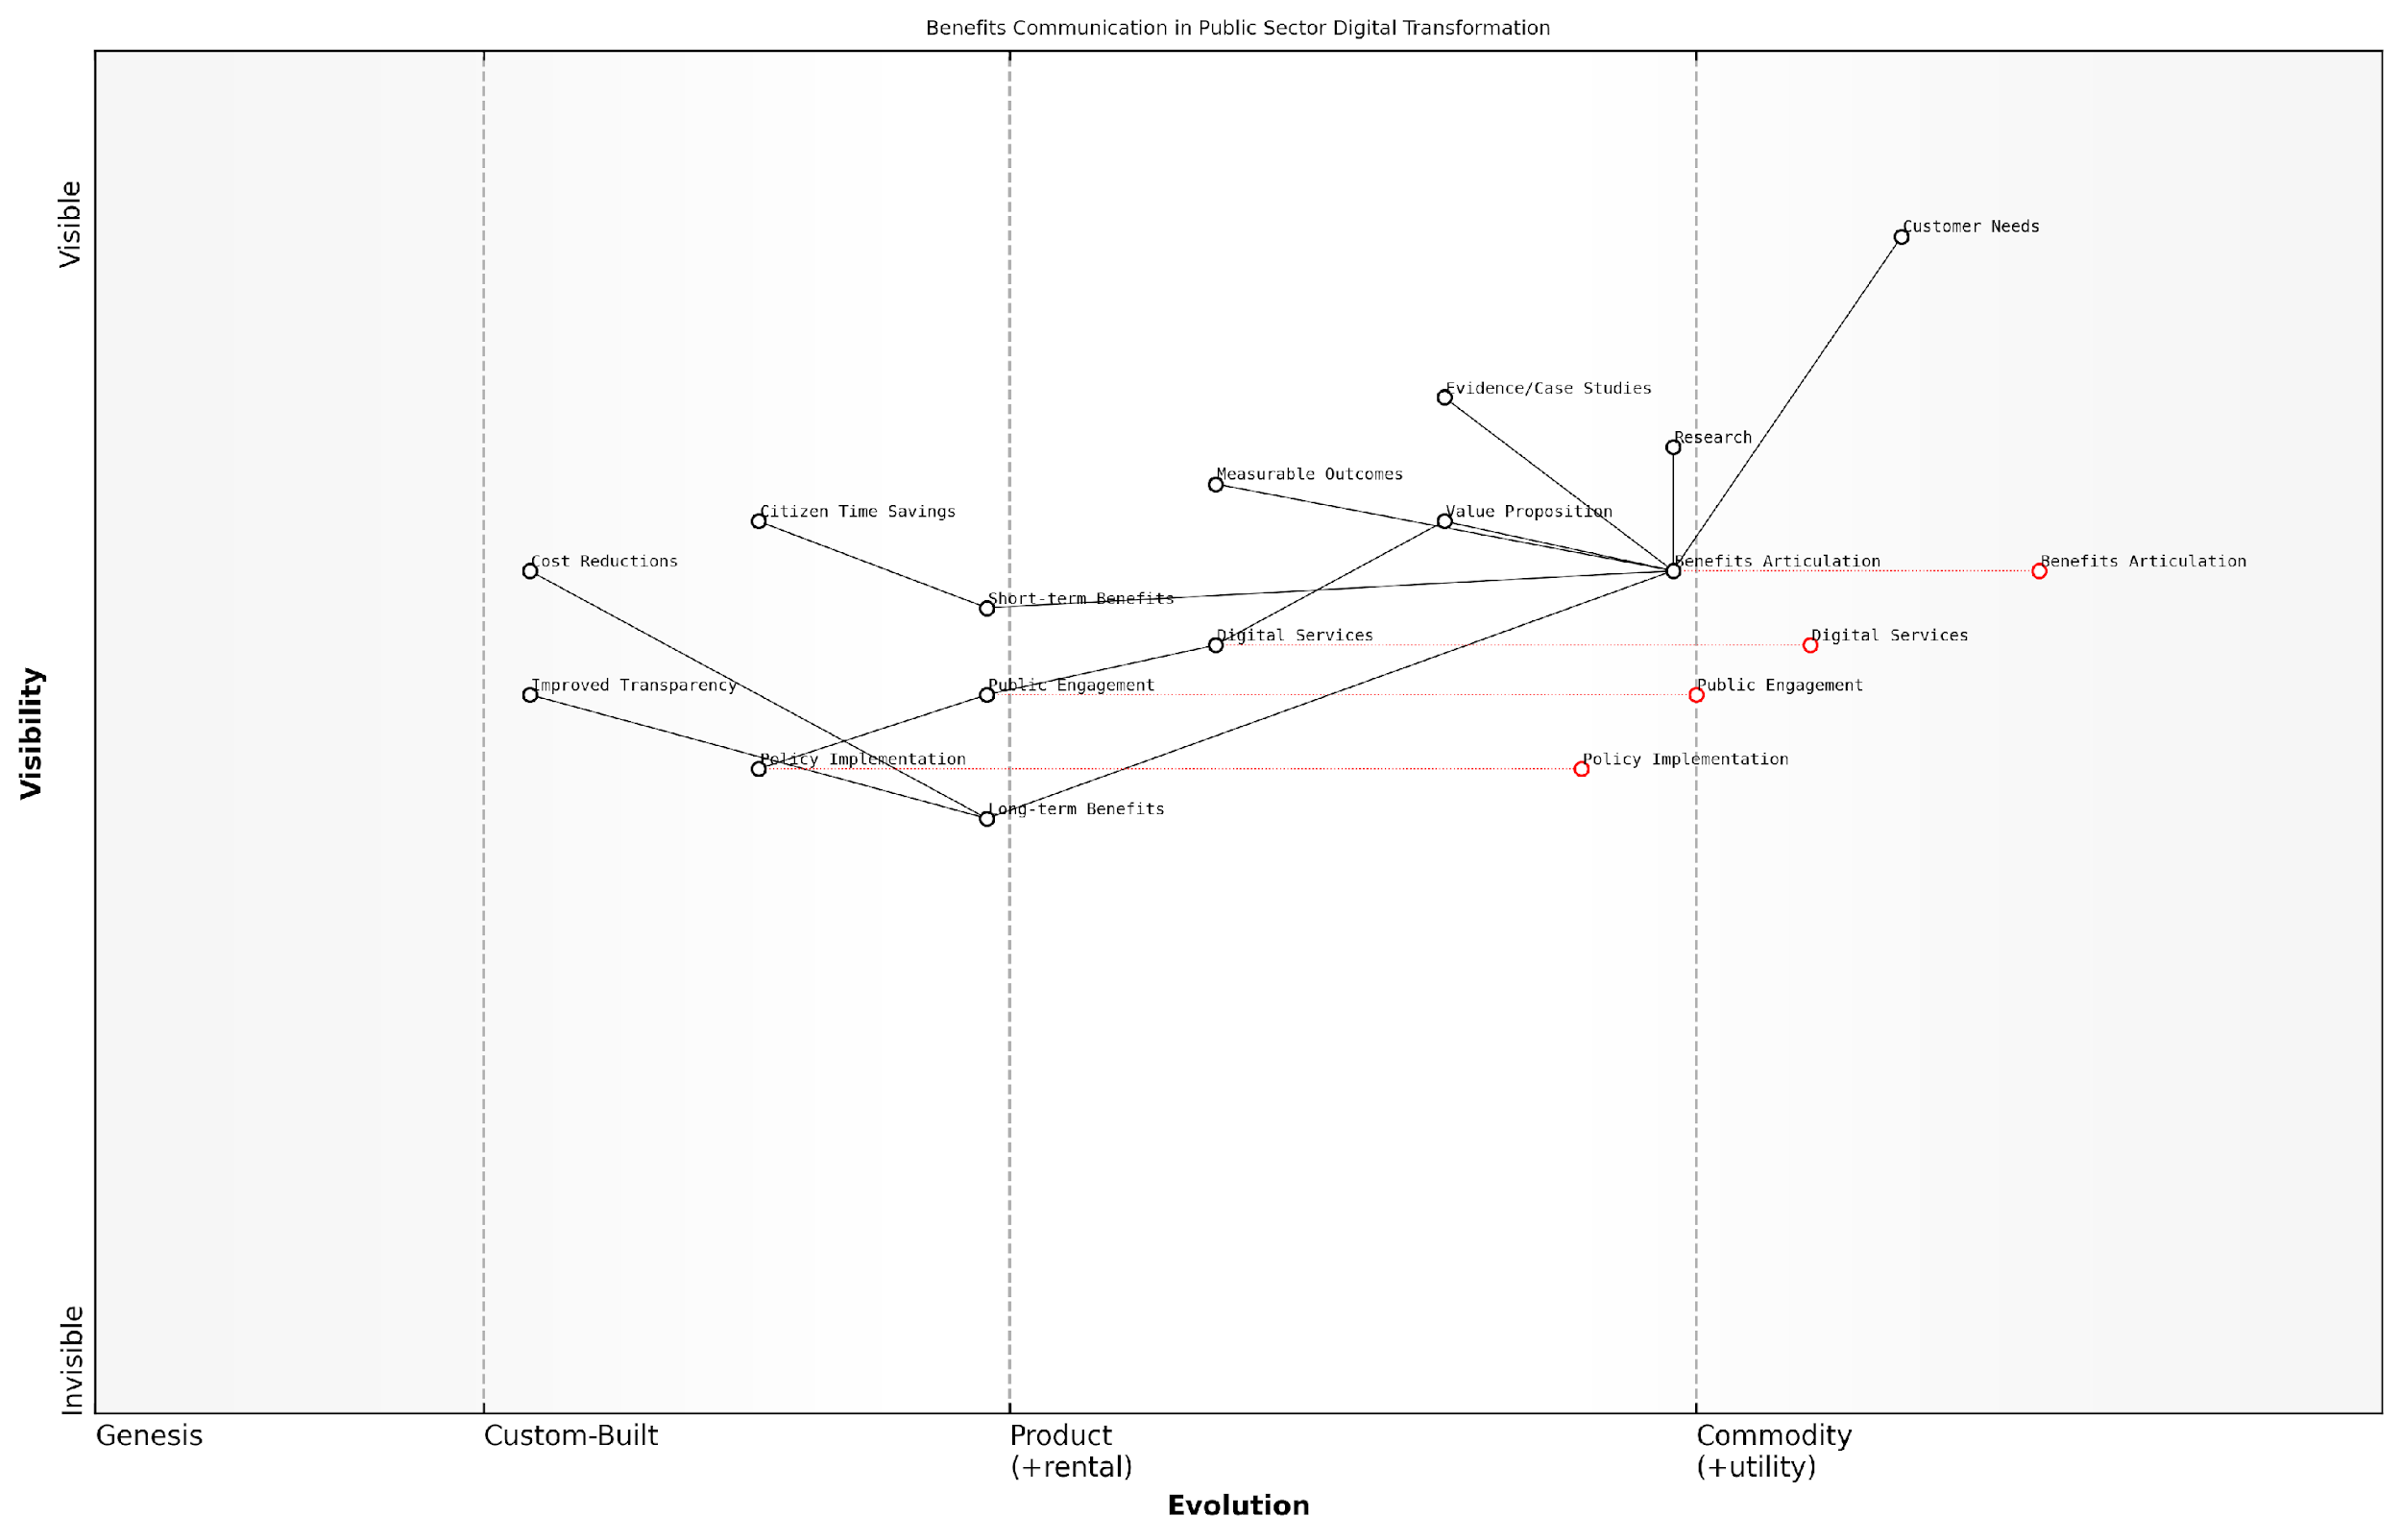 Benefits Communication in Public Sector Digital Transformation
Visible
Visibility
Invisible
Customer Needs
Evidence/Case Studies
Research
Measurable Outcomes
Citizen Time Savings
Value Proposition
Cost Reductions
Benefits Articulation
Benefits Articulation
Short-term Benefits
Digital Services
Digital Services
Improved Transparency
Public Engagement
Public Engagement
Policy Implementation
Policy Implementation
Long-term Benefits
Genesis
Custom-Built
Product
(+rental)
Commodity
(+utility)
Evolution